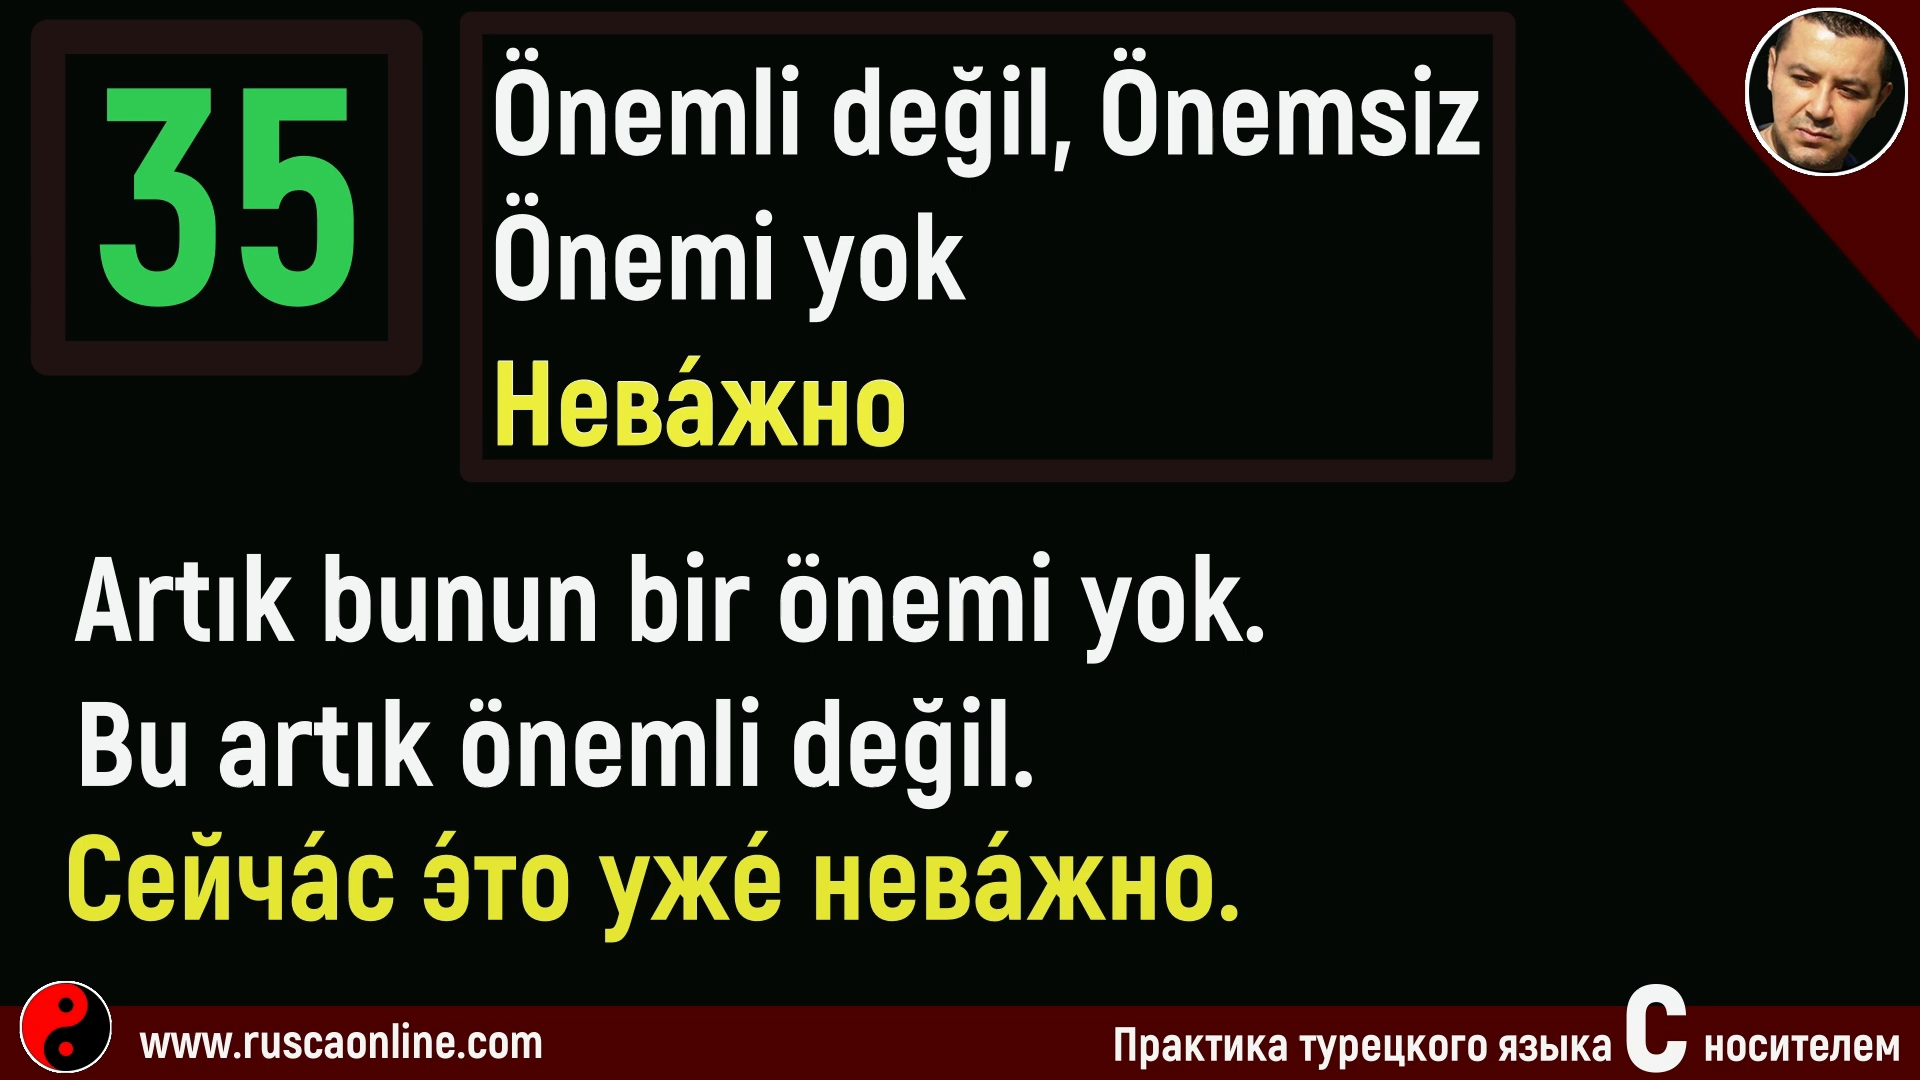 35
Önemli değil, Önemsiz
Önemi yok
Нева́жно
Artık bunun bir önemi yok.
Bu artık önemli değil.
Сейча́с э́то уже́ нева́жно.
www.ruscaonline.com
Практика турецкого языка С носителем